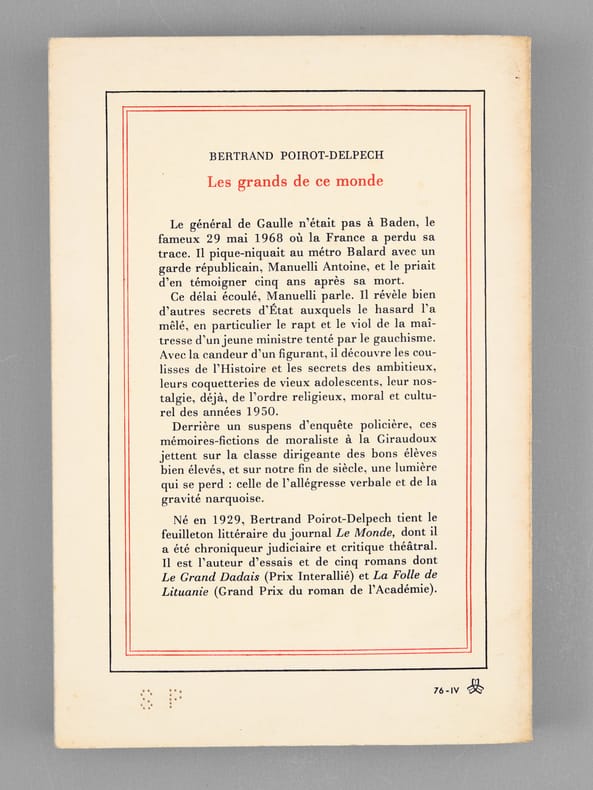 BERTRAND POIROT-DELPECH
Les grands de ce monde
Le général de Gaulle n'était pas à Baden, le
fameux 29 mai 1968 où la France a perdu sa
trace. Il pique-niquait au métro Balard avec un
garde républicain, Manuelli Antoine, et le priait
d'en témoigner cinq ans après sa mort.
Ce délai écoulé, Manuelli parle. Il révèle bien
d'autres secrets d'État auxquels le hasard l'a
mêlé, en particulier le rapt et le viol de la maî-
tresse d'un jeune ministre tenté par le gauchisme.
Avec la candeur d'un figurant, il découvre les cou-
lisses de l'Histoire et les secrets des ambitieux,
leurs coquetteries de vieux adolescents, leur nos-
talgie, déjà, de l'ordre religieux, moral et cultu-
rel des années 1950.
Derrière un suspens d'enquête policière, ces
mémoires-fictions de moraliste à la Giraudoux
jettent sur la classe dirigeante des bons élèves
bien élevés, et sur notre fin de siècle, une lumière
qui se perd : celle de l'allégresse verbale et de la
gravité narquoise.
Né en 1929, Bertrand Poirot-Delpech tient le
feuilleton littéraire du journal Le Monde, dont il
a été chroniqueur judiciaire et critique théâtral.
Il est l'auteur d'essais et de cinq romans dont
Le Grand Dadais (Prix Interallié) et La Folle de
Lituanie (Grand Prix du roman de l'Académie).
76-IV
S P